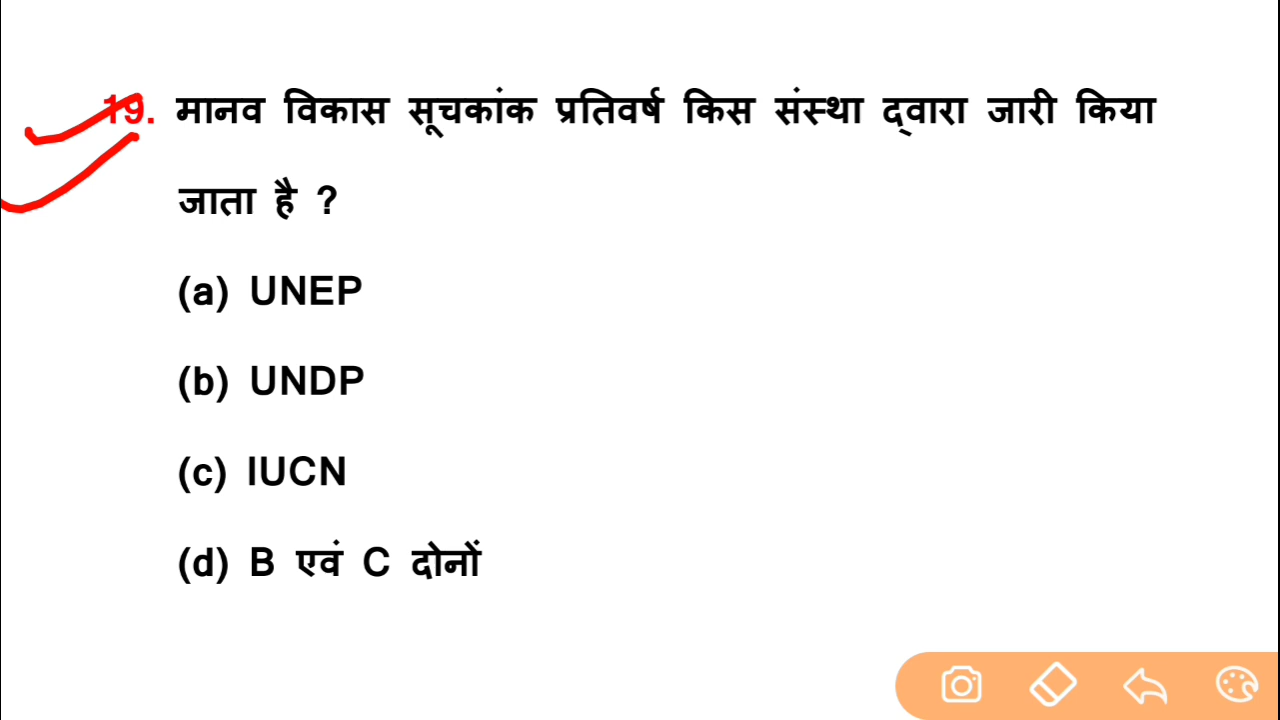 19. मानव विकास सूचकांक प्रतिवर्ष किस संस्था द्‌वारा जारी किया
जाता है ?
(a) UNEP
(b) UNDP
(c) IUCN
(d) B एवं C दोनों